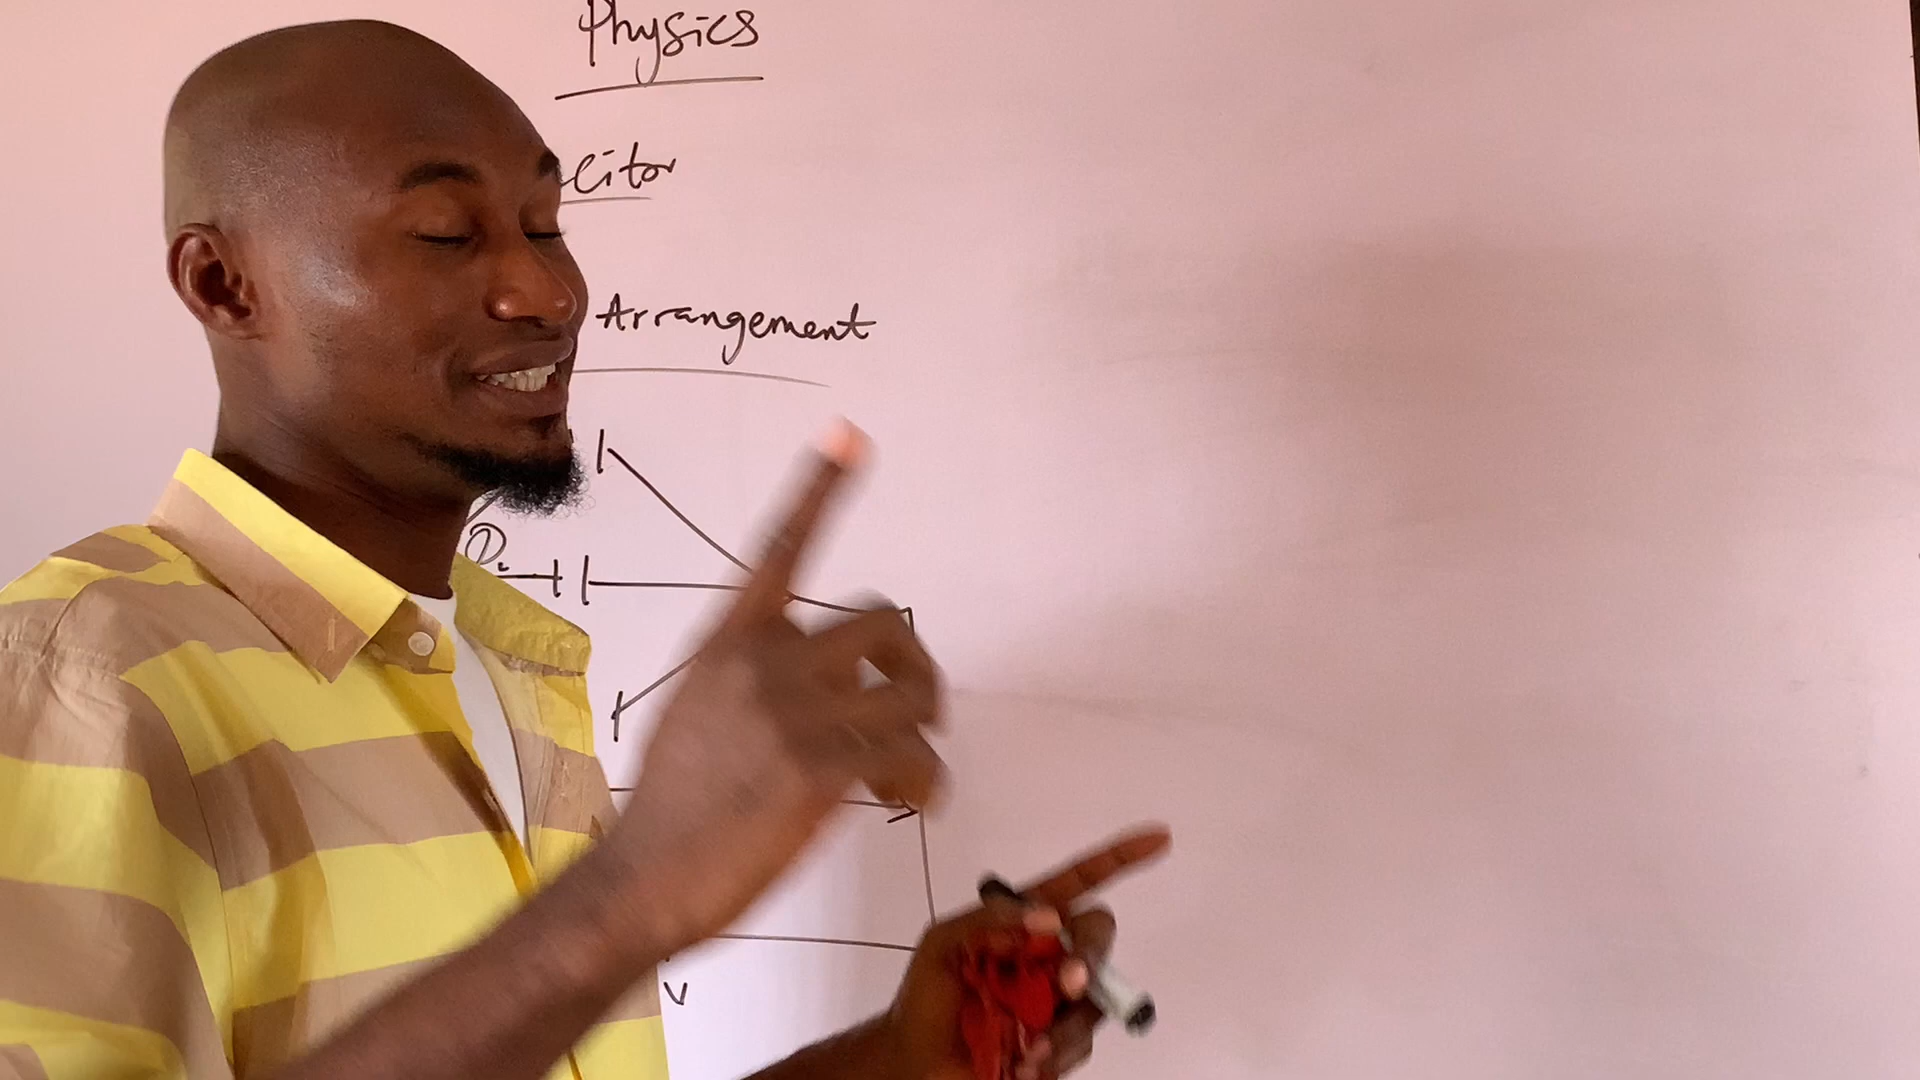 Physics
citor
Arrangement
V